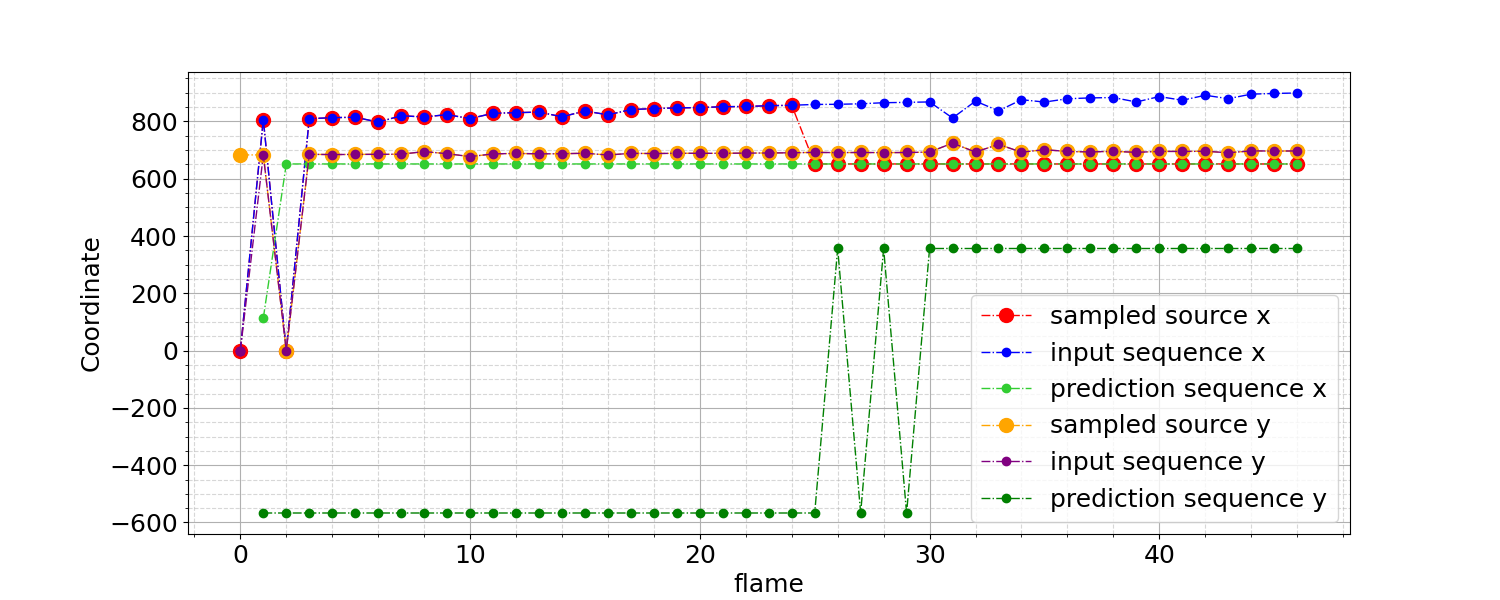 800
600
400
200
0
−200
−400
−600
Coordinate
0 10 20 30 40
flame
sampled source x
input sequence x
prediction sequence x
sampled source y
input sequence y
prediction sequence y